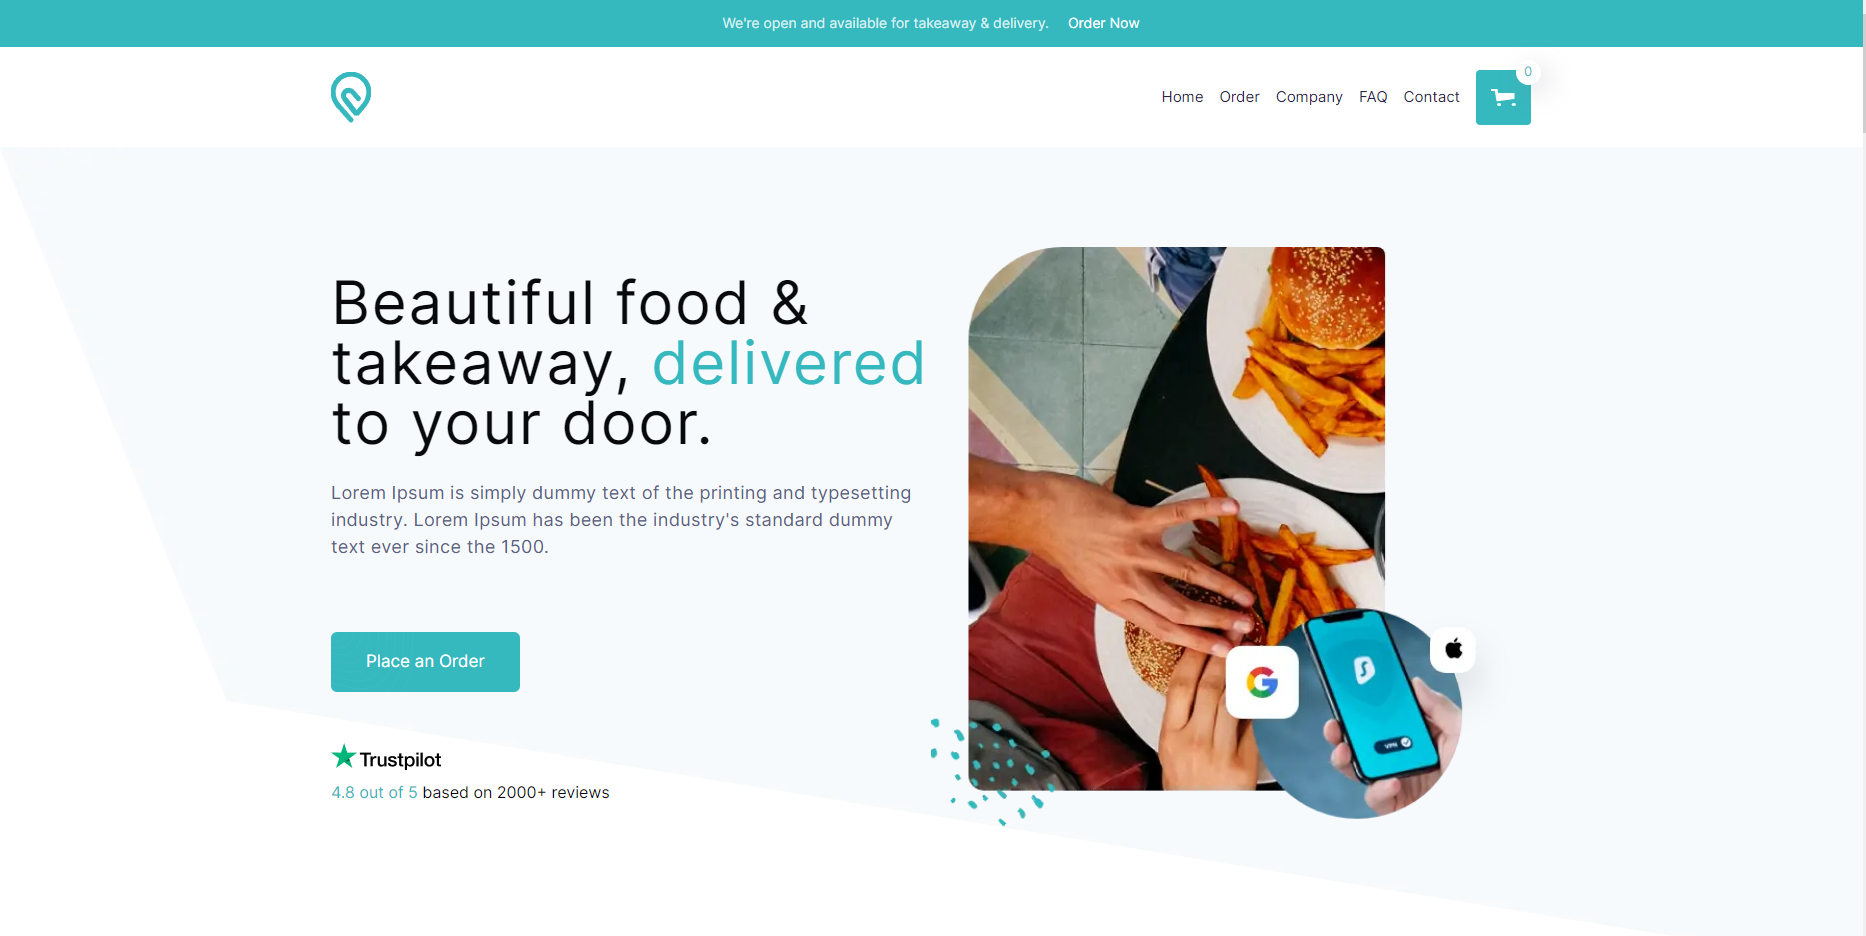 We're open and available for takeaway & delivery. Order Now
Home Order Company FAQ Contact
0
Beautiful food &
takeaway, delivered
to your door.
Lorem Ipsum is simply dummy text of the printing and typesetting
industry. Lorem Ipsum has been the industry's standard dummy
text ever since the 1500.
Place an Order
Trustpilot
4.8 out of 5 based on 2000+ reviews
G
VPN